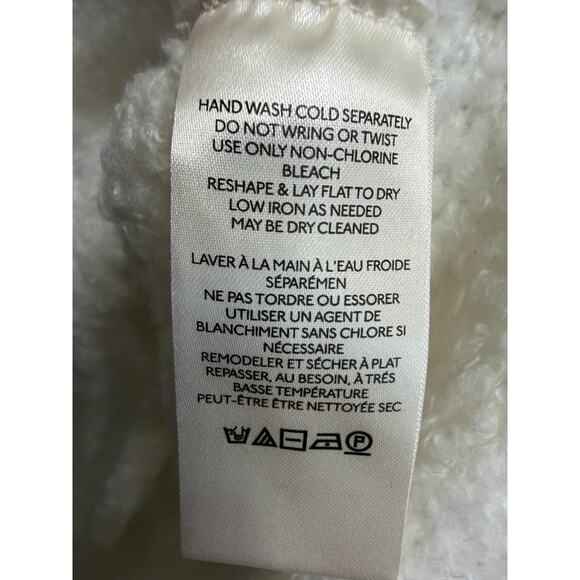 HAND WASH COLD SEPARATELY
DO NOT WRING OR TWIST
USE ONLY NON-CHLORINE
BLEACH
RESHAPE & LAY FLAT TO DRY
LOW IRON AS NEEDED
MAY BE DRY CLEANED
LAVER À LA MAIN À L'EAU FROIDE
SÉPARÉMEN
NE PAS TORDRE OU ESSORER
UTILISER UN AGENT DE
BLANCHIMENT SANS CHLORE SI
NÉCESSAIRE
REMODELER ET SÉCHER À PLAT
REPASSER, AU BESOIN, À TRÉS
BASSE TEMPÉRATURE
PEUT-ÊTRE ÊTRE NETTOYÉE SEC
P